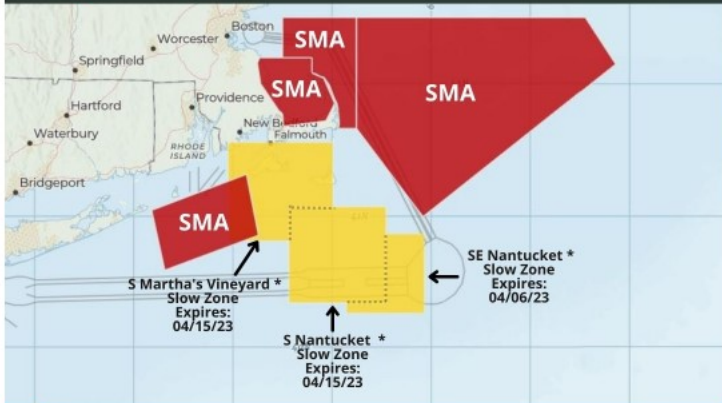 Boston
Worcester
SMA
Springfield
SMA
SMA
Providence
Hartford
New Bedford
Falmouth
RHODE
ISLAND
Waterbury
Bridgeport
SMA
SE Nantucket *
Slow Zone
Expires:
04/06/23
S Martha's Vineyard *
Slow Zone
Expires:
04/15/23
S Nantucket *
Slow Zone
Expires:
04/15/23